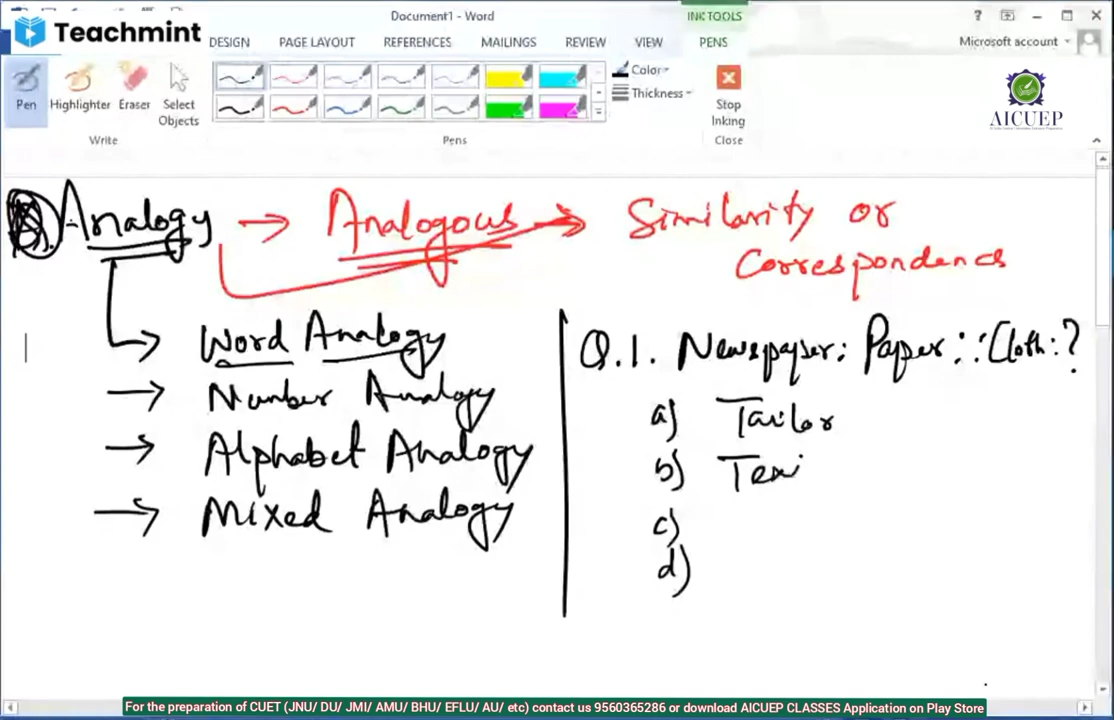 Document1 - Word
INK TOOLS
Teachmint
DESIGN PAGE LAYOUT REFERENCES MAILINGS REVIEW VIEW PENS
Microsoft account
Pen Highlighter Eraser Select Objects
Color
Thickness
Stop Inking
Write Pens Close
AICUEP
Analogy → Analogous → Similarity or
Correspondence
→ Word Analogy
→ Number Analogy
→ Alphabet Analogy
→ Mixed Analogy
Q.1. Newspaper : Paper :: Cloth : ?
a) Tailor
b) Texi
c)
d)
For the preparation of CUET (JNU/ DU/ JMI/ AMU/ BHU/ EFLU/ AU/ etc) contact us 9560365286 or download AICUEP CLASSES Application on Play Store